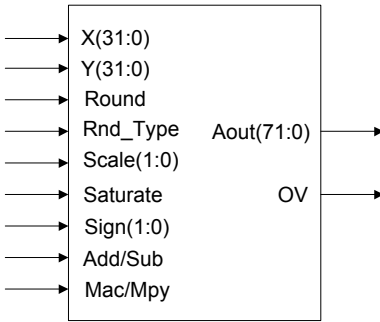 X(31:0)
Y(31:0)
Round
Rnd_Type
Aout(71:0)
Scale(1:0)
Saturate
OV
Sign(1:0)
Add/Sub
Mac/Mpy